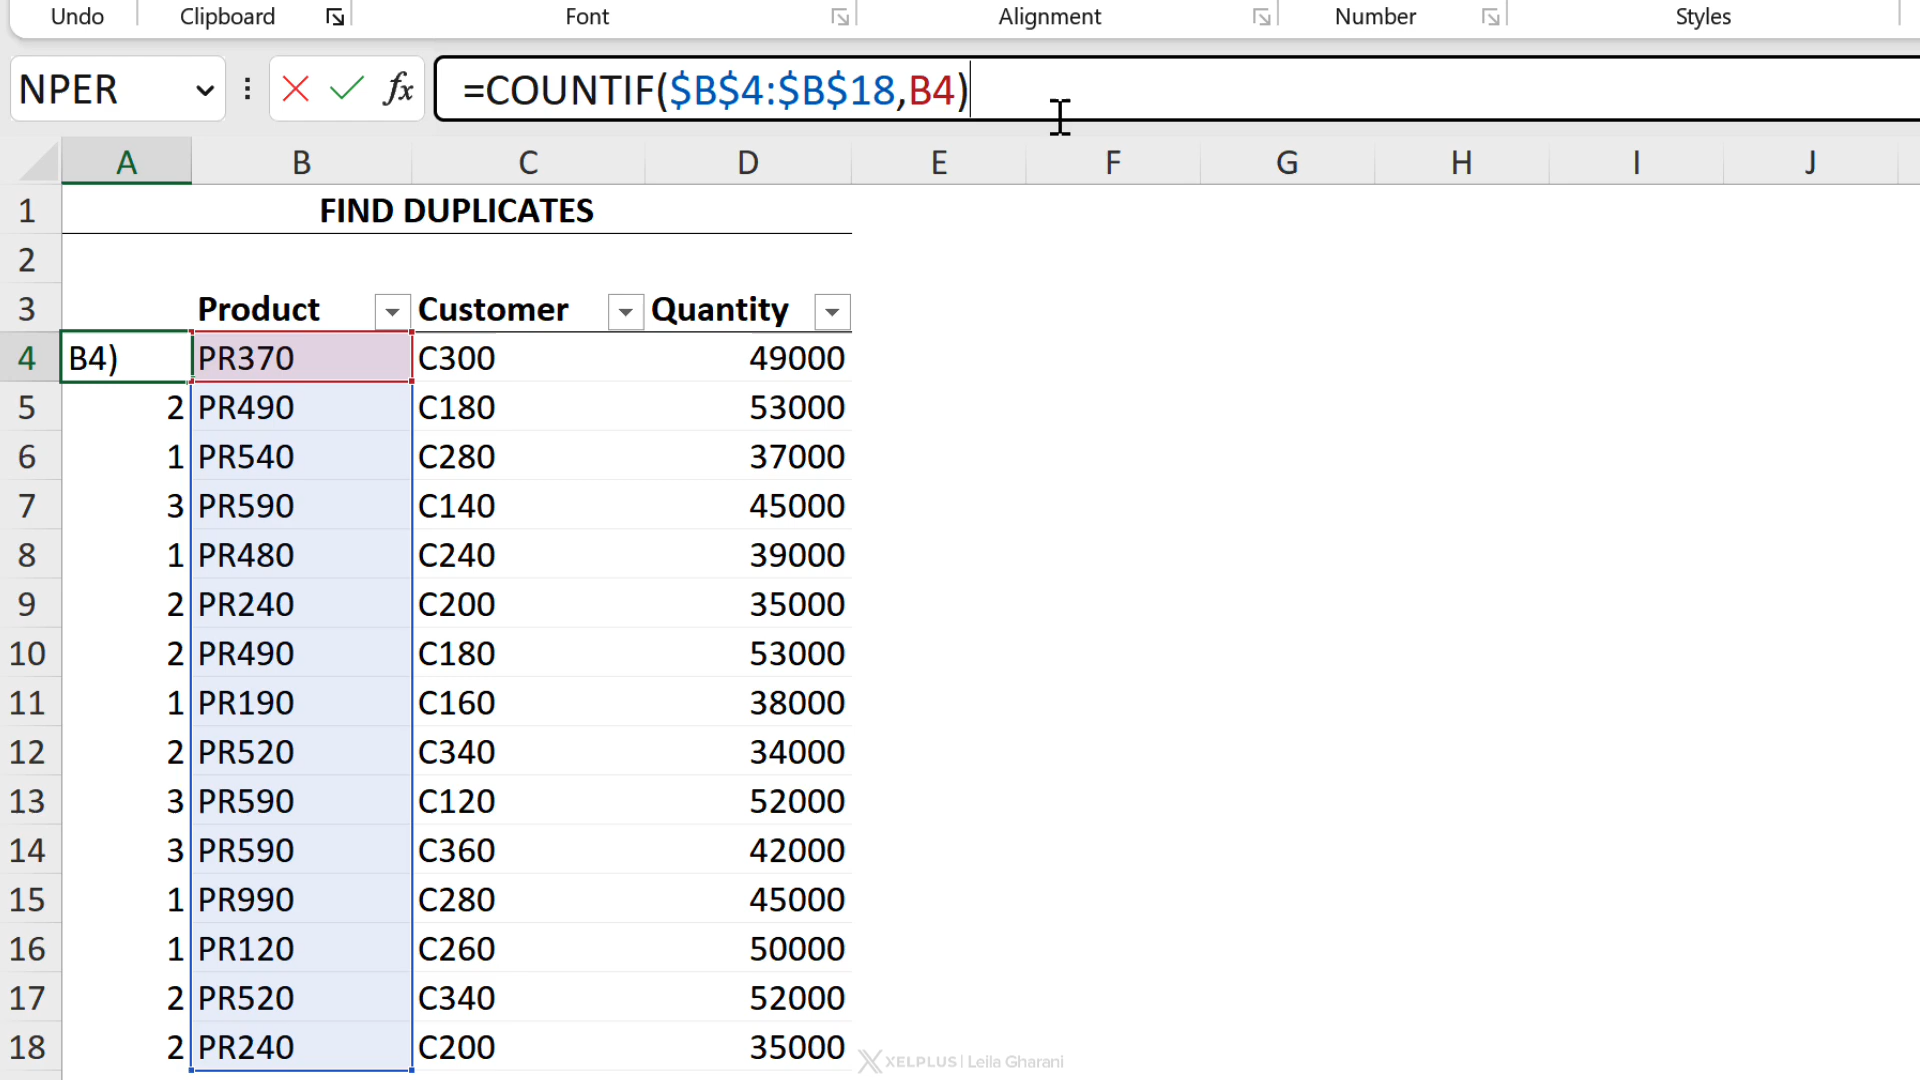 Undo Clipboard Font Alignment Number Styles
NPER fx =COUNTIF($B$4:$B$18,B4)
A B C D E F G H I J
1 FIND DUPLICATES
2
3 Product Customer Quantity
4 B4) PR370 C300 49000
5 2 PR490 C180 53000
6 1 PR540 C280 37000
7 3 PR590 C140 45000
8 1 PR480 C240 39000
9 2 PR240 C200 35000
10 2 PR490 C180 53000
11 1 PR190 C160 38000
12 2 PR520 C340 34000
13 3 PR590 C120 52000
14 3 PR590 C360 42000
15 1 PR990 C280 45000
16 1 PR120 C260 50000
17 2 PR520 C340 52000
18 2 PR240 C200 35000
XELPLUS | Leila Gharani